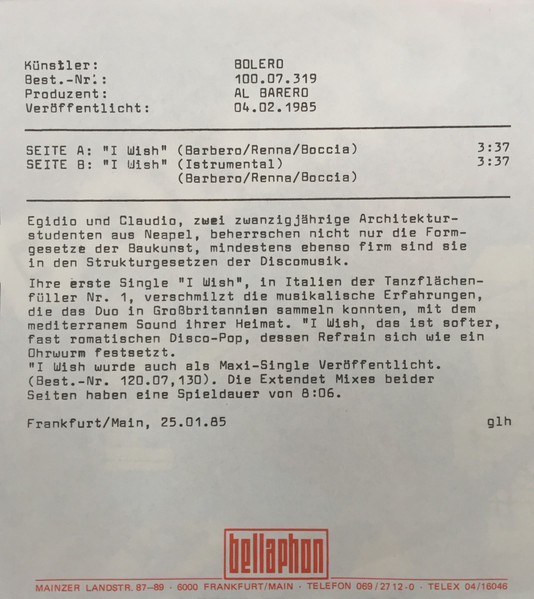 Künstler: BOLERO
Best.-Nr.: 100.07.319
Produzent: AL BARERO
Veröffentlicht: 04.02.1985
SEITE A: "I Wish" (Barbero/Renna/Boccia) 3:37
SEITE B: "I Wish" (Istrumental) 3:37
(Barbero/Renna/Boccia)
Egidio und Claudio, zwei zwanzigjährige Architektur-
studenten aus Neapel, beherrschen nicht nur die Form-
gesetze der Baukunst, mindestens ebenso firm sind sie
in den Strukturgesetzen der Discomusik.
Ihre erste Single "I Wish", in Italien der Tanzflächen-
füller Nr. 1, verschmilzt die musikalische Erfahrungen,
die das Duo in Großbritannien sammeln konnten, mit dem
mediterranem Sound ihrer Heimat. "I Wish, das ist softer,
fast romatischen Disco-Pop, dessen Refrain sich wie ein
Ohrwurm festsetzt.
"I Wish wurde auch als Maxi-Single Veröffentlicht.
(Best.-Nr. 120.07,130). Die Extendet Mixes beider
Seiten haben eine Spieldauer von 8:06.
Frankfurt/Main, 25.01.85 glh
bellaphon
MAINZER LANDSTR. 87-89 · 6000 FRANKFURT/MAIN · TELEFON 069/2712-0 · TELEX 04/16046